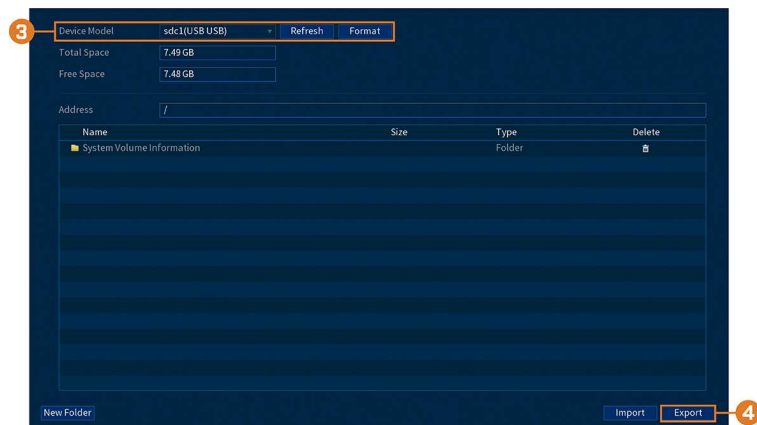 3
Device Model sdc1(USB USB) Refresh Format
Total Space 7.49 GB
Free Space 7.48 GB
Address /
Name Size Type Delete
System Volume Information Folder
New Folder Import Export 4